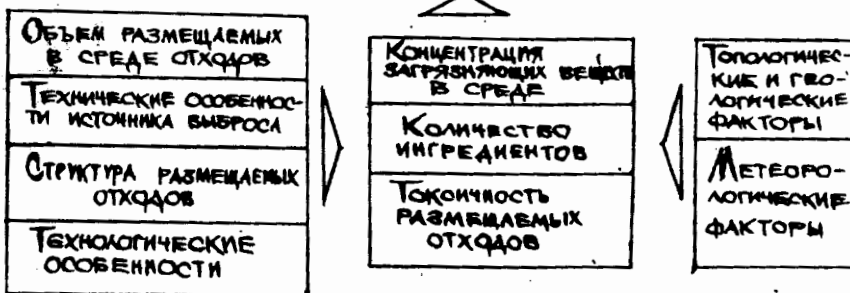 ОБЪЕМ РАЗМЕЩАЕМЫХ
В СРЕДЕ ОТХОДОВ
ТЕХНИЧЕСКИЕ ОСОБЕННОС-
ТИ ИСТОЧНИКА ВЫБРОСА
СТРУКТУРА РАЗМЕЩАЕМЫХ
ОТХОДОВ
ТЕХНОЛОГИЧЕСКИЕ
ОСОБЕННОСТИ
КОНЦЕНТРАЦИЯ
ЗАГРЯЗНЯЮЩИХ ВЕЩЕСТВ
В СРЕДЕ
КОЛИЧЕСТВО
ИНГРЕДИЕНТОВ
ТОКСИЧНОСТЬ
РАЗМЕЩАЕМЫХ
ОТХОДОВ
ТОПОЛОГИЧЕС-
КИЕ И ГЕО-
ЛОГИЧЕСКИЕ
ФАКТОРЫ
МЕТЕОРО-
ЛОГИЧЕСКИЕ
ФАКТОРЫ